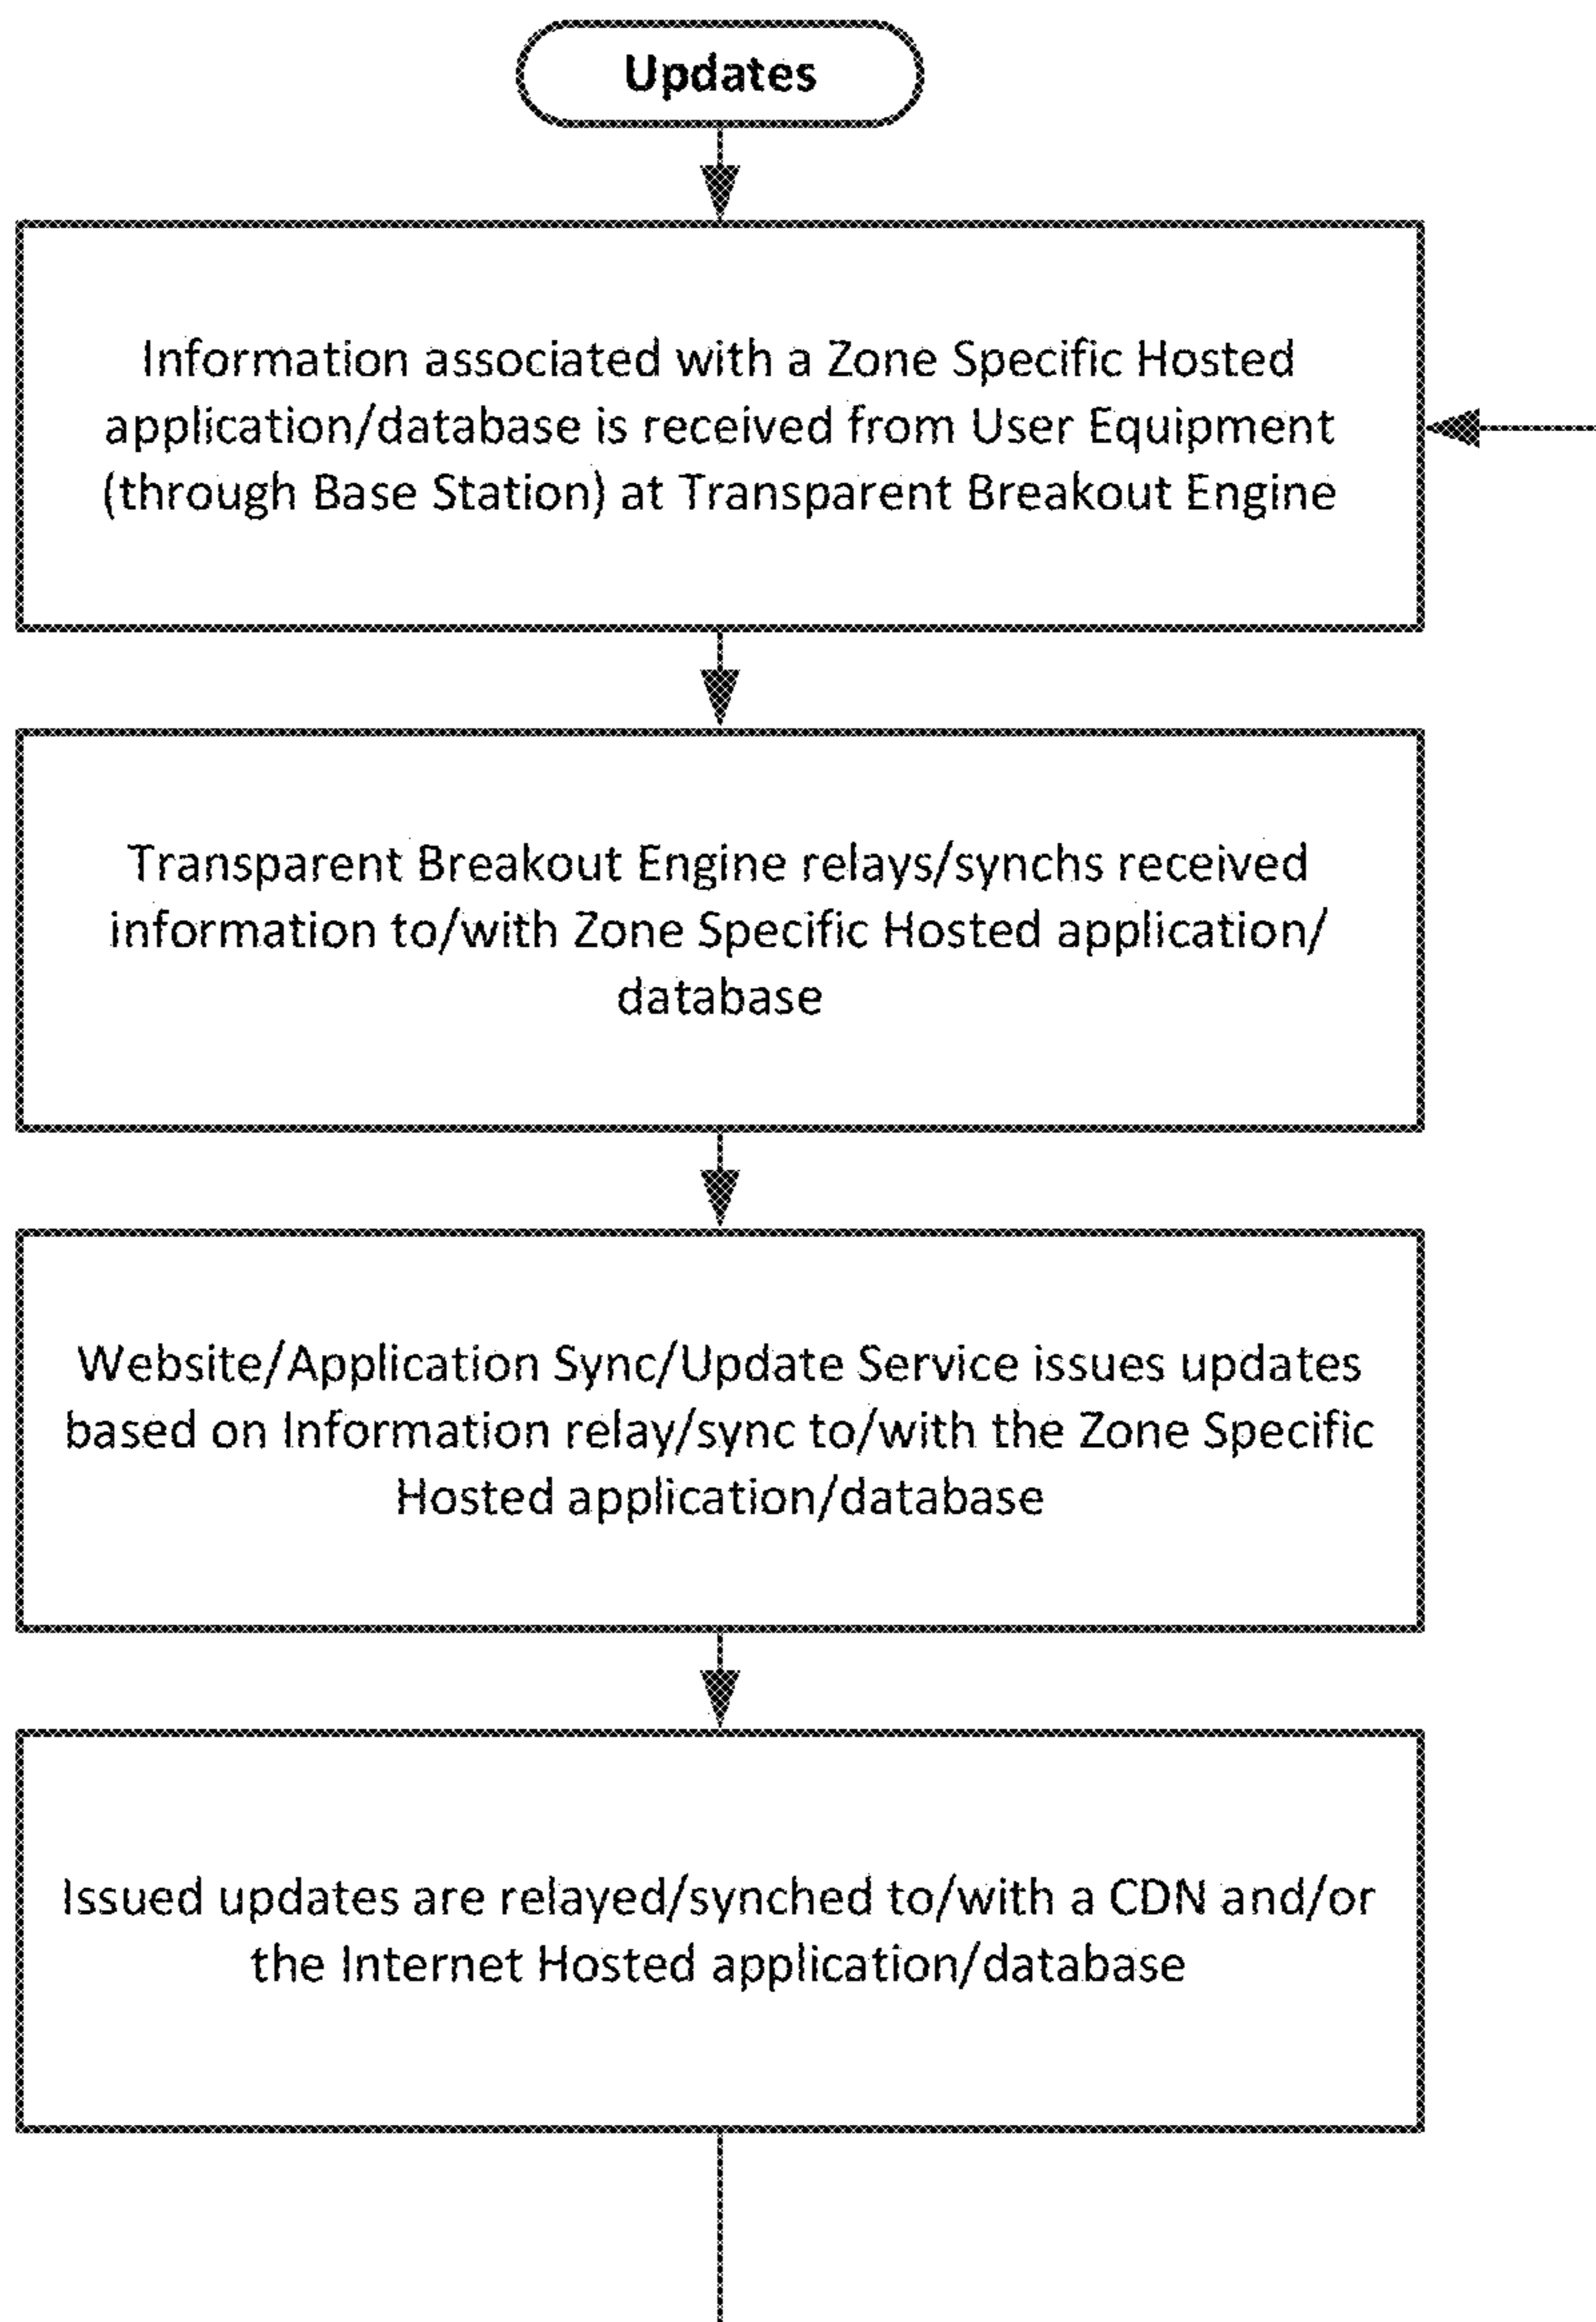 Updates
Information associated with a Zone Specific Hosted
application/database is received from User Equipment
(through Base Station) at Transparent Breakout Engine
Transparent Breakout Engine relays/synchs received
information to/with Zone Specific Hosted application/
database
Website/Application Sync/Update Service issues updates
based on Information relay/sync to/with the Zone Specific
Hosted application/database
Issued updates are relayed/synched to/with a CDN and/or
the Internet Hosted application/database